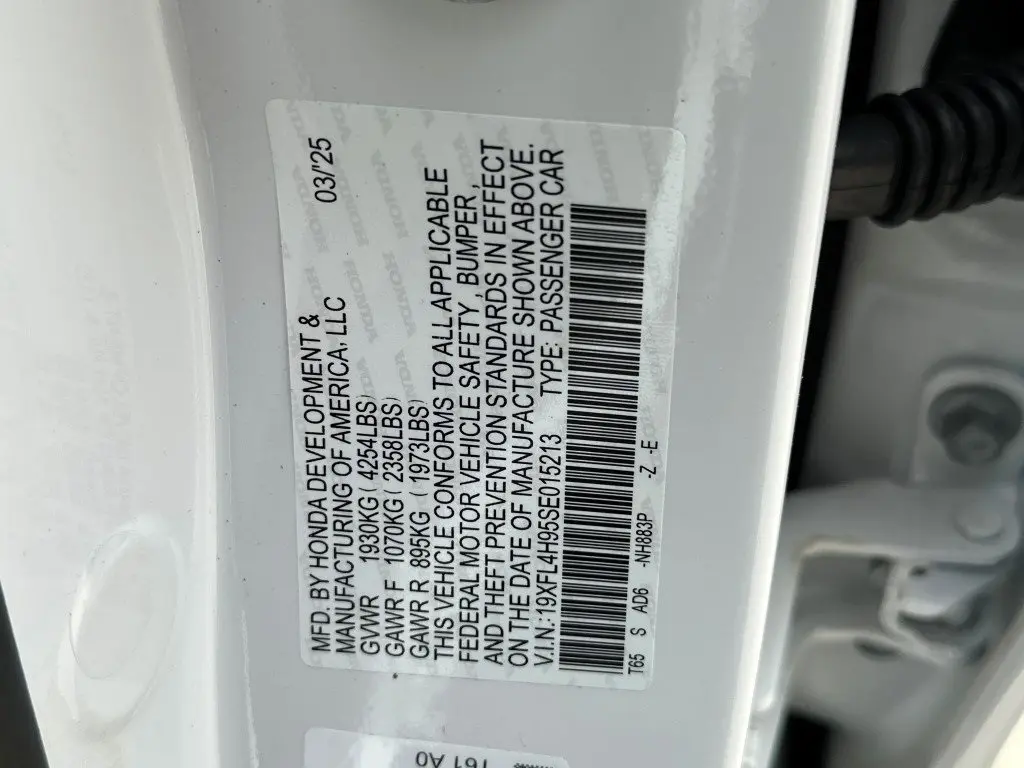 MFD. BY HONDA DEVELOPMENT & 03/'25
MANUFACTURING OF AMERICA, LLC
GVWR 1930KG ( 4254LBS)
GAWR F 1070KG ( 2358LBS)
GAWR R 895KG ( 1973LBS)
THIS VEHICLE CONFORMS TO ALL APPLICABLE
FEDERAL MOTOR VEHICLE SAFETY , BUMPER ,
AND THEFT PREVENTION STANDARDS IN EFFECT
ON THE DATE OF MANUFACTURE SHOWN ABOVE.
V.I.N.:19XFL4H95SE015213 TYPE: PASSENGER CAR
T65 S AD6 -NH883P -Z -E
161 A0